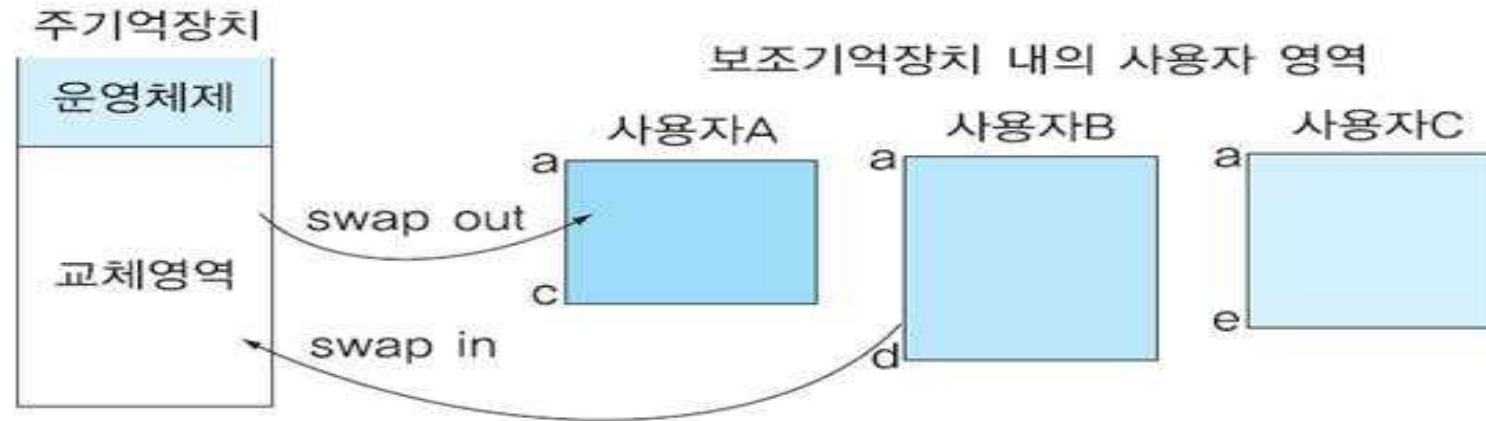 주기억장치
운영체제
교체영역
보조기억장치 내의 사용자 영역
사용자A
사용자B
사용자C
a
c
a
d
a
e
swap out
swap in